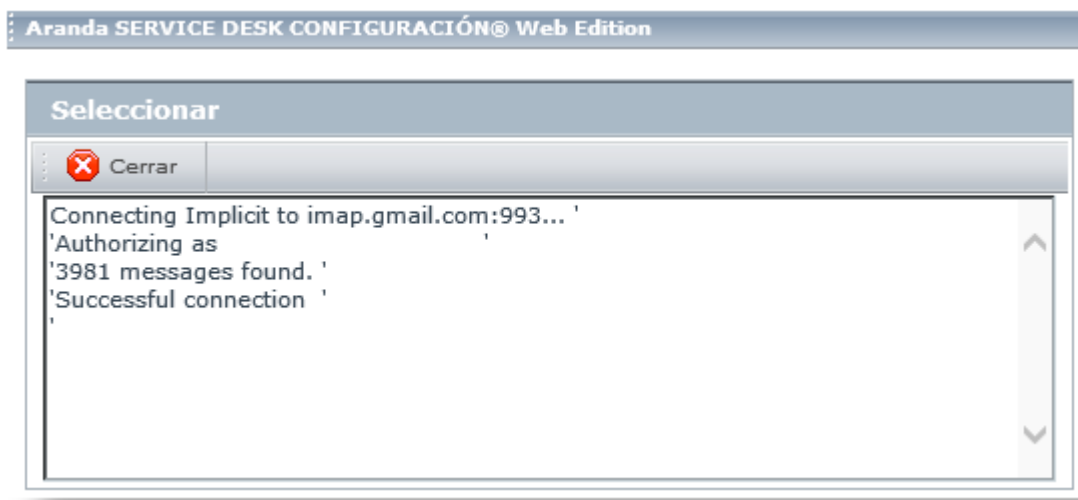 Aranda SERVICE DESK CONFIGURACIÓN® Web Edition
Seleccionar
Cerrar
Connecting Implicit to imap.gmail.com:993... '
'Authorizing as '
'3981 messages found. '
'Successful connection '
'